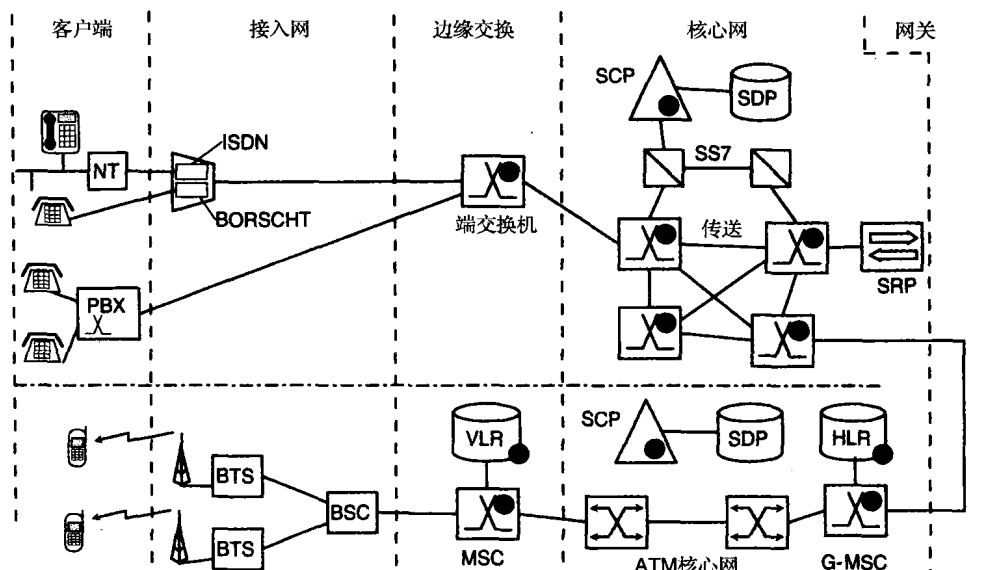 客户端
接入网
边缘交换
核心网
网关
SCP
SDP
ISDN
NT
SS7
BORSCHT
端交换机
传送
SRP
PBX
SCP
VLR
SDP
HLR
BTS
BSC
BTS
MSC
ATM核心网
G-MSC